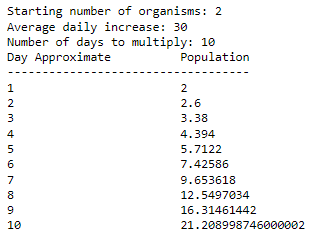 Starting number of organisms: 2
Average daily increase: 30
Number of days to multiply: 10
Day Approximate Population
-----------------------------------
1 2
2 2.6
3 3.38
4 4.394
5 5.7122
6 7.42586
7 9.653618
8 12.5497034
9 16.31461442
10 21.208998746000002